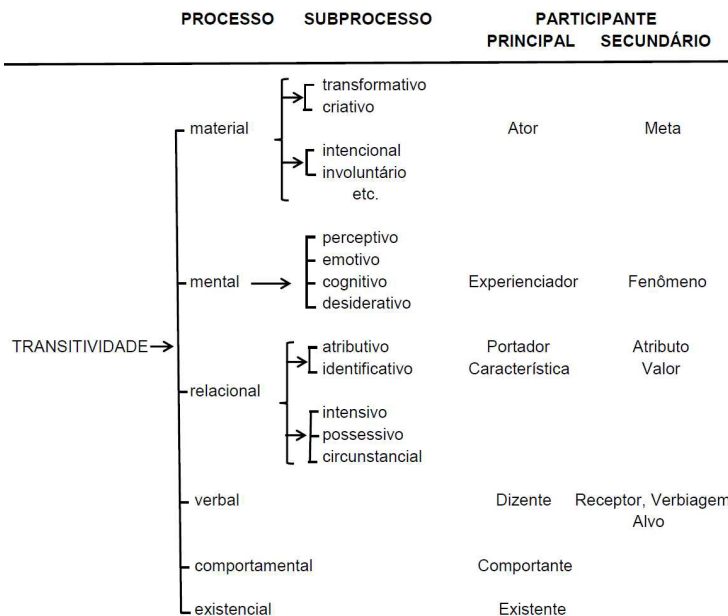 PROCESSO SUBPROCESSO PARTICIPANTE
PRINCIPAL SECUNDÁRIO
transformativo
criativo
material Ator Meta
intencional
involuntário
etc.
perceptivo
emotivo
mental cognitivo Experienciador Fenômeno
desiderativo
TRANSITIVIDADE atributivo Portador Atributo
identificativo Característica Valor
relacional
intensivo
possessivo
circunstancial
verbal Dizente Receptor, Verbiagem
Alvo
comportamental Comportante
existencial Existente